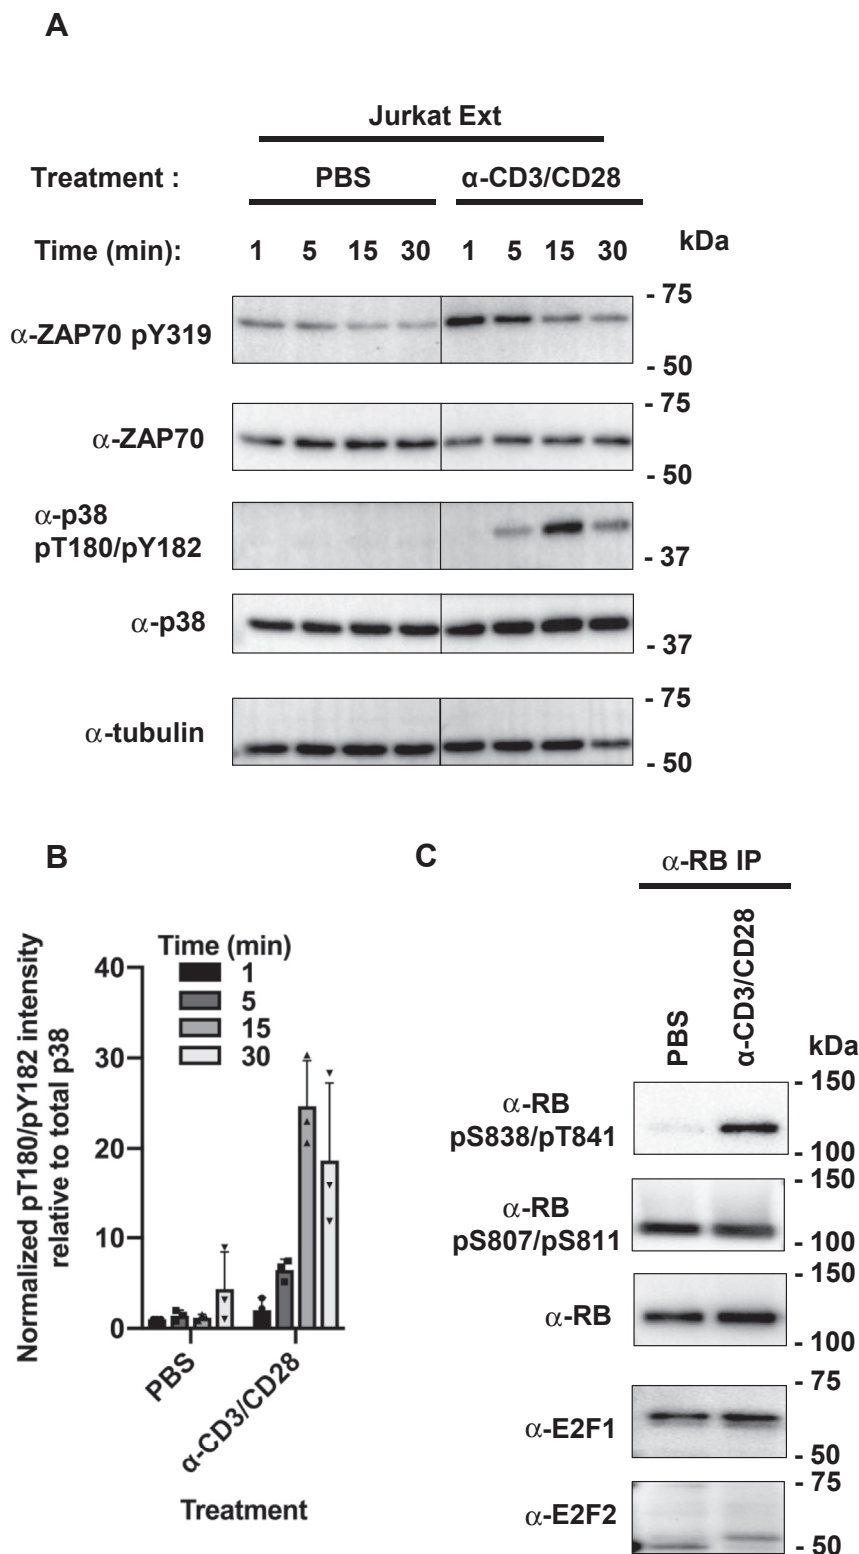 A
Jurkat Ext
Treatment : PBS α-CD3/CD28
Time (min): 1 5 15 30 1 5 15 30 kDa
α-ZAP70 pY319
- 75
- 50
α-ZAP70
- 75
- 50
α-p38
pT180/pY182
- 37
α-p38
- 37
α-tubulin
- 75
- 50
B
Normalized pT180/pY182 intensity
relative to total p38
Time (min)
1
5
15
30
40
30
20
10
0
PBS
α-CD3/CD28
Treatment
C
α-RB IP
PBS
α-CD3/CD28
kDa
α-RB
pS838/pT841
- 150
- 100
α-RB
pS807/pS811
- 150
- 100
α-RB
- 150
- 100
α-E2F1
- 75
- 50
α-E2F2
- 75
- 50